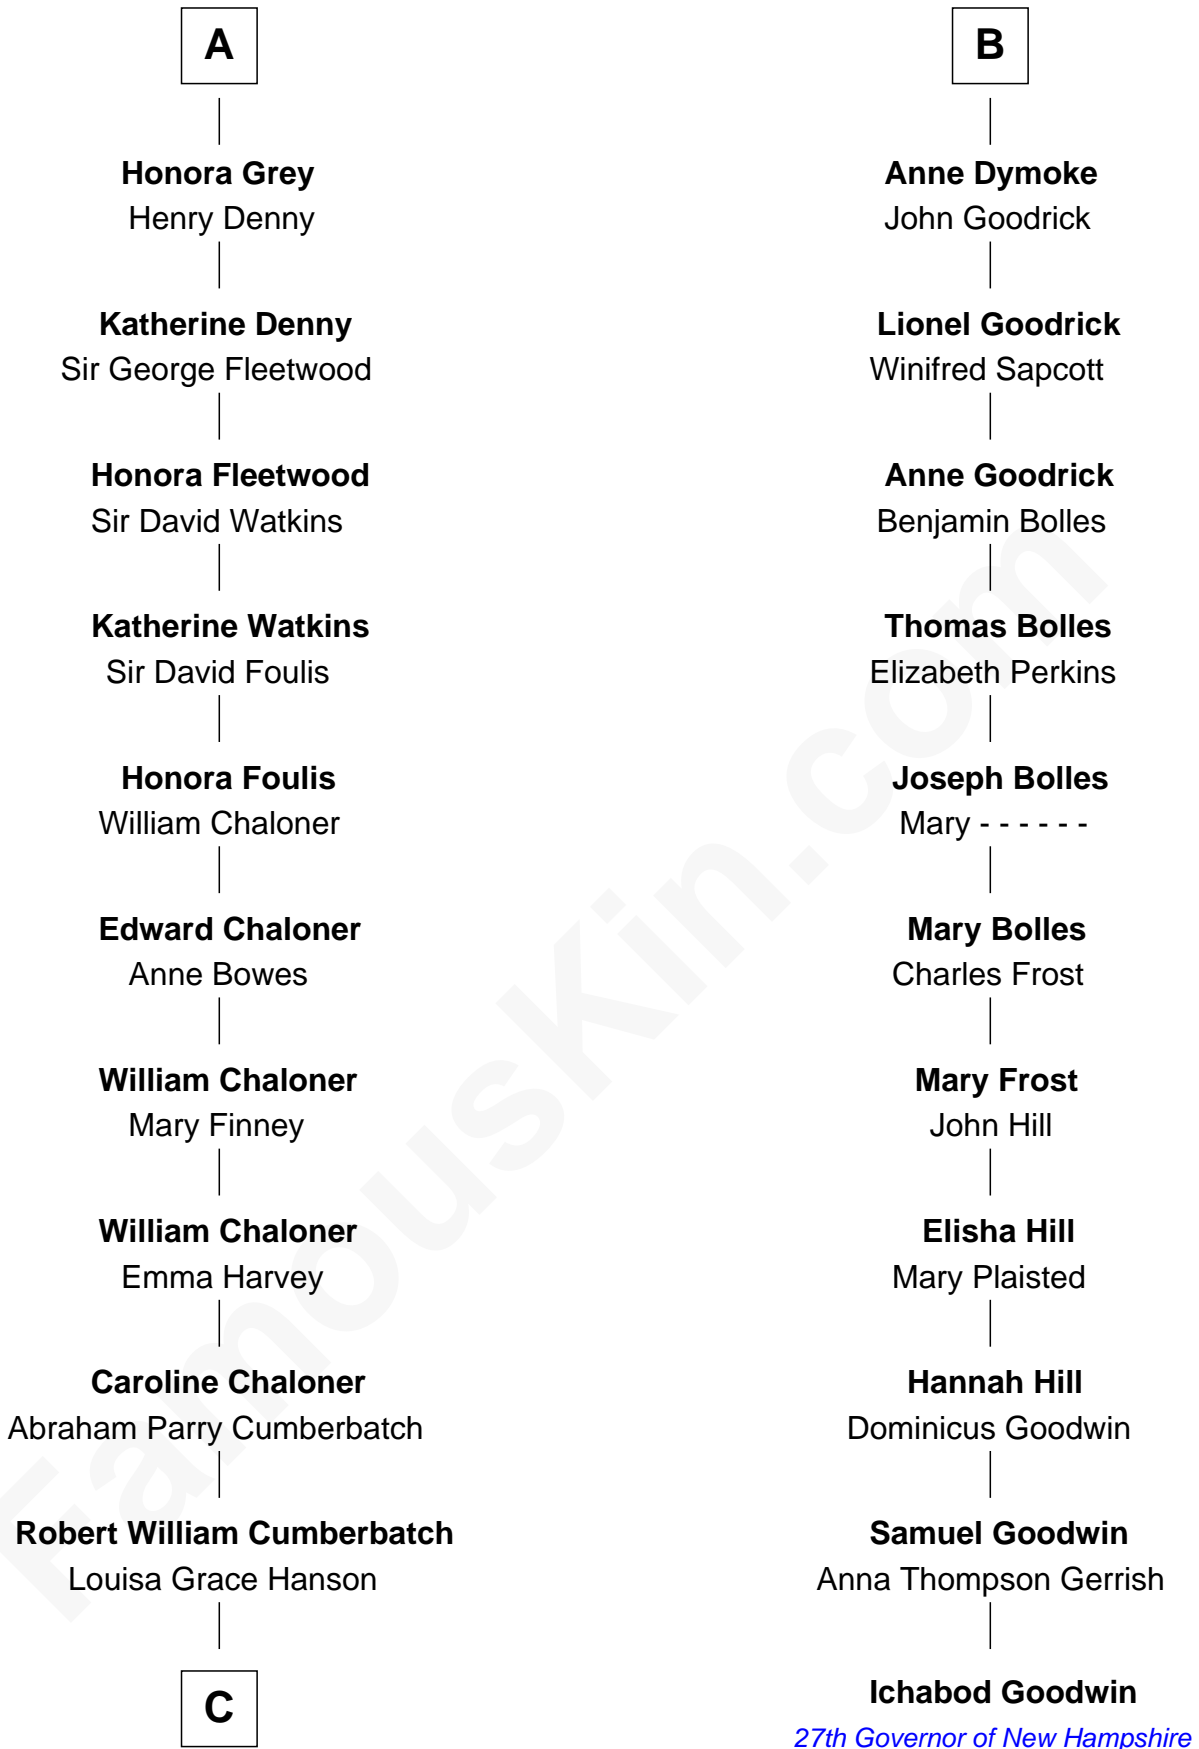 A
Honora Grey
Henry Denny
Katherine Denny
Sir George Fleetwood
Honora Fleetwood
Sir David Watkins
Katherine Watkins
Sir David Foulis
Honora Foulis
William Chaloner
Edward Chaloner
Anne Bowes
William Chaloner
Mary Finney
William Chaloner
Emma Harvey
Caroline Chaloner
Abraham Parry Cumberbatch
Robert William Cumberbatch
Louisa Grace Hanson
C
B
Anne Dymoke
John Goodrick
Lionel Goodrick
Winifred Sapcott
Anne Goodrick
Benjamin Bolles
Thomas Bolles
Elizabeth Perkins
Joseph Bolles
Mary - - - - - -
Mary Bolles
Charles Frost
Mary Frost
John Hill
Elisha Hill
Mary Plaisted
Hannah Hill
Dominicus Goodwin
Samuel Goodwin
Anna Thompson Gerrish
Ichabod Goodwin
27th Governor of New Hampshire
FamousKin.com